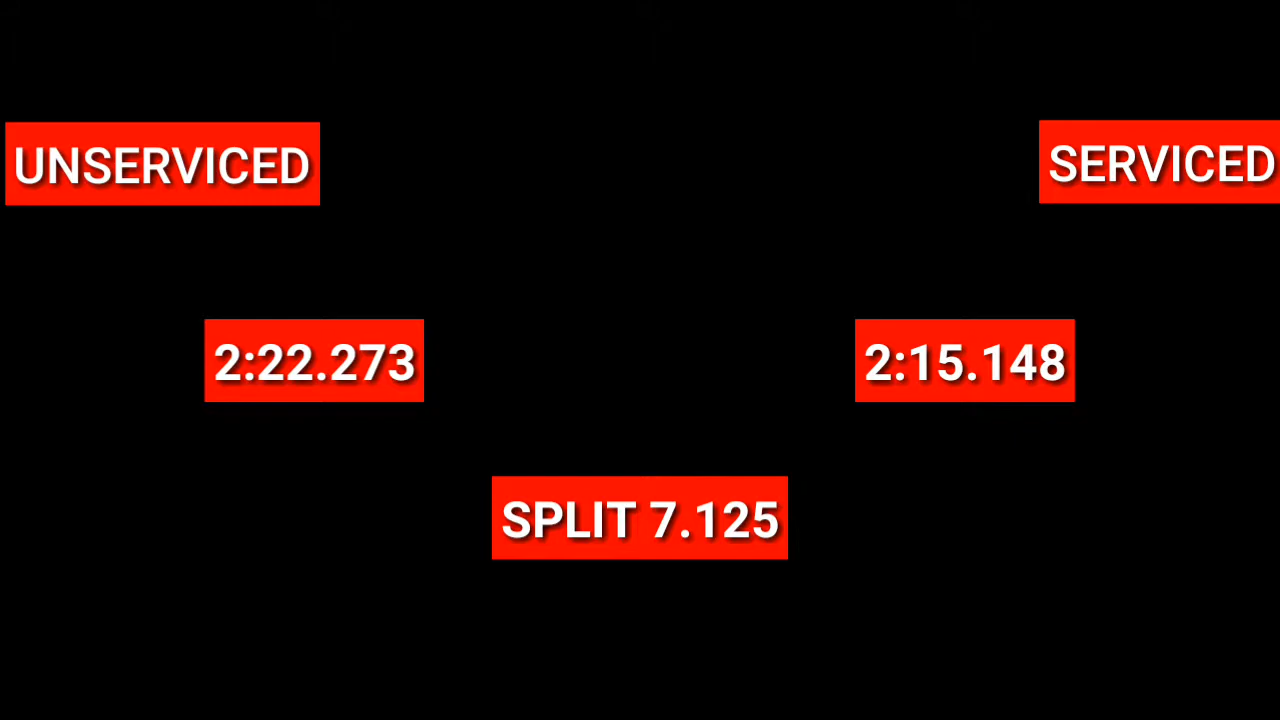 UNSERVICED
SERVICED
2:22.273
2:15.148
SPLIT 7.125